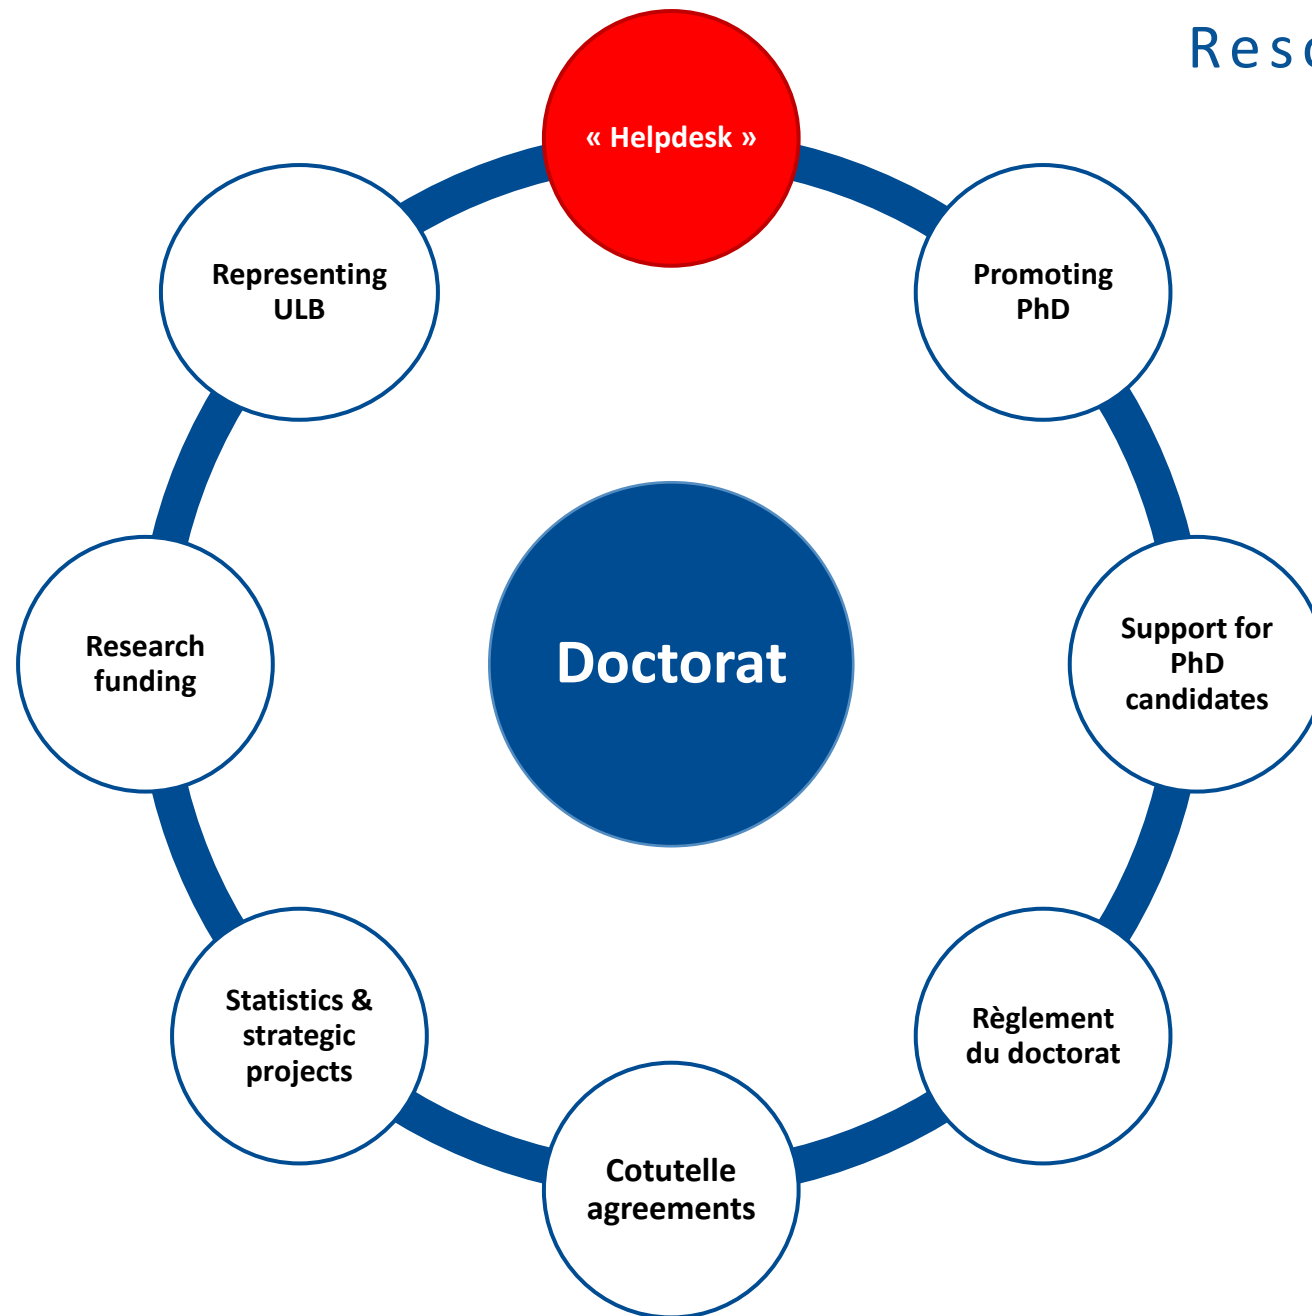 Reso
« Helpdesk »
Representing
ULB
Promoting
PhD
Research
funding
Doctorat
Support for
PhD
candidates
Statistics &
strategic
projects
Règlement
du doctorat
Cotutelle
agreements